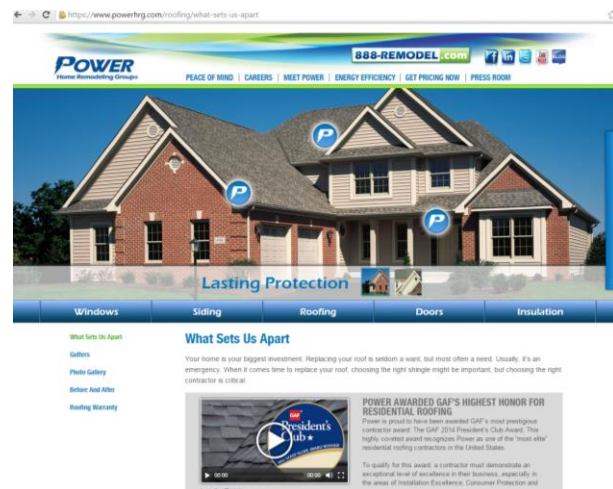 https://www.powerhrg.com/roofing/what-sets-us-apart
888-REMODEL.com
POWER
Home Remodeling Group
PEACE OF MIND | CAREERS | MEET POWER | ENERGY EFFICIENCY | GET PRICING NOW | PRESS ROOM
P
P
P
Lasting Protection
Windows Siding Roofing Doors Insulation
What Sets Us Apart
Gutters
Photo Gallery
Before And After
Roofing Warranty
What Sets Us Apart
Your home is your biggest investment. Replacing your roof is seldom a want, but most often a need. Usually, it's an
emergency. When it comes time to replace your roof, choosing the right shingle might be important, but choosing the right
contractor is critical.
GAF
President's
Club
00:00 00:00
POWER AWARDED GAF'S HIGHEST HONOR FOR
RESIDENTIAL ROOFING
Power is proud to have been awarded GAF's most prestigious
contractor award: The GAF 2014 President's Club Award. This
highly coveted award recognizes Power as one of the "most elite"
residential roofing contractors in the United States.
To qualify for this award, a contractor must demonstrate an
exceptional level of excellence in their business, especially in
the areas of Installation Excellence, Consumer Protection and